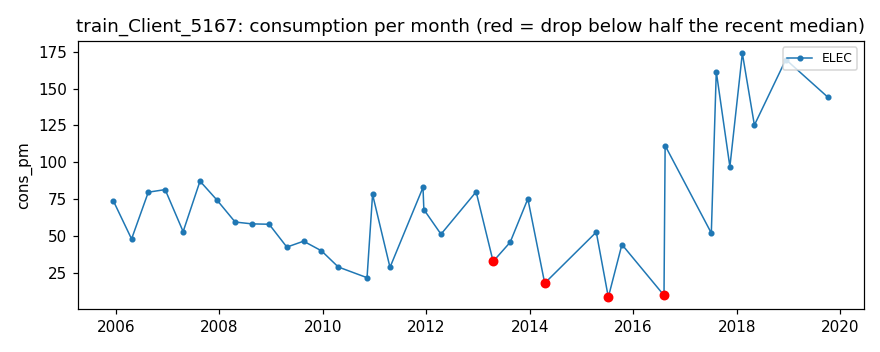 train_Client_5167: consumption per month (red = drop below half the recent median)
175
ELEC
150
125
100
cons_pm
75
50
25
2006 2008 2010 2012 2014 2016 2018 2020